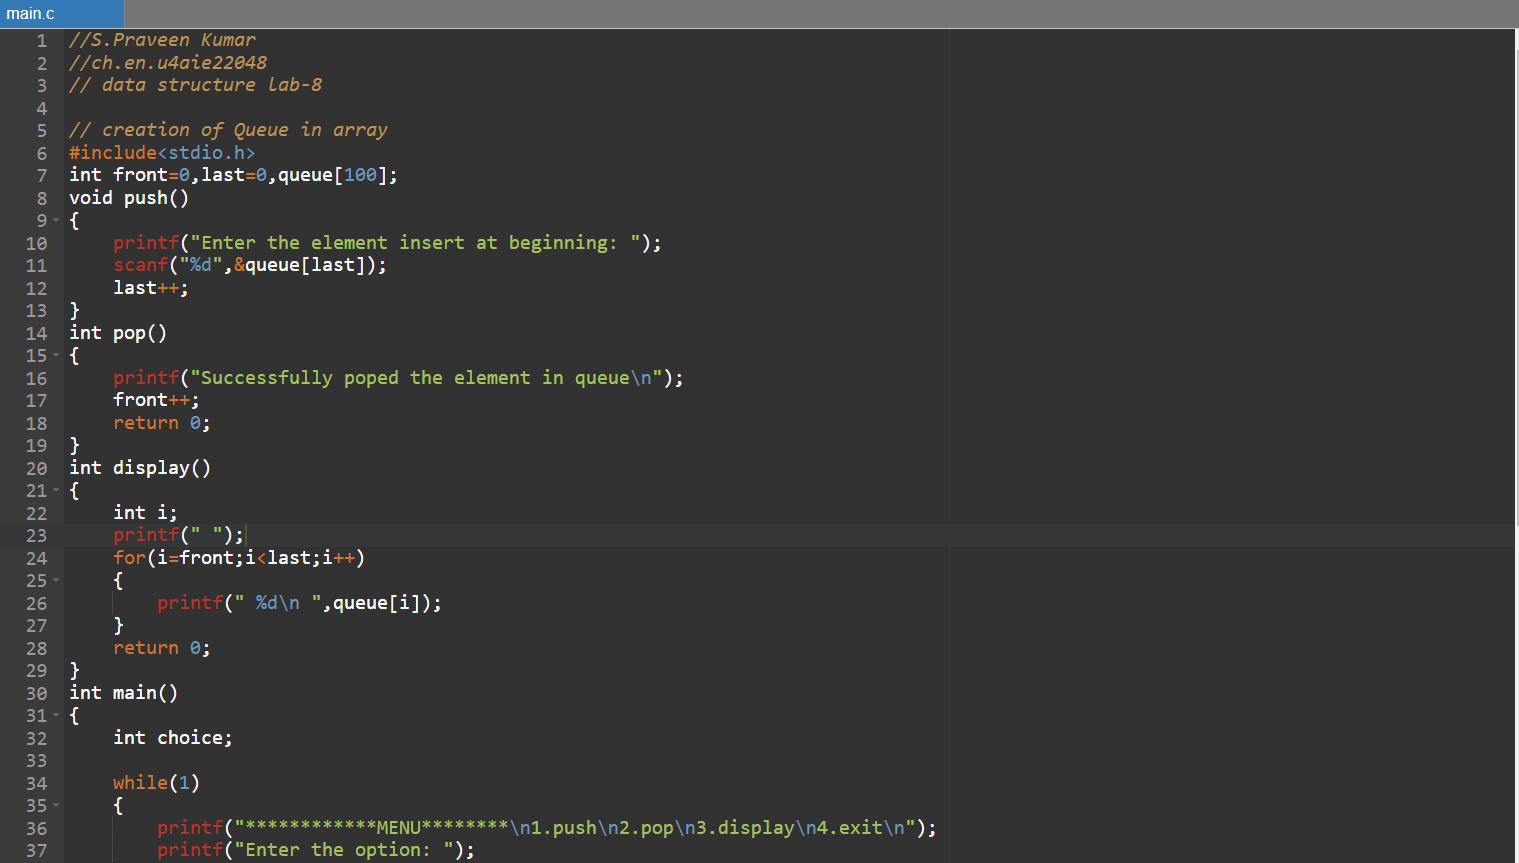 main.c
1 //S.Praveen Kumar
2 //ch.en.u4aie22048
3 // data structure lab-8
4
5 // creation of Queue in array
6 #include<stdio.h>
7 int front=0,last=0,queue[100];
8 void push()
9 {
10     printf("Enter the element insert at beginning: ");
11     scanf("%d",&queue[last]);
12     last++;
13 }
14 int pop()
15 {
16     printf("Successfully poped the element in queue\n");
17     front++;
18     return 0;
19 }
20 int display()
21 {
22     int i;
23     printf(" ");
24     for(i=front;i<last;i++)
25     {
26         printf(" %d\n ",queue[i]);
27     }
28     return 0;
29 }
30 int main()
31 {
32     int choice;
33
34     while(1)
35     {
36         printf("************MENU********\n1.push\n2.pop\n3.display\n4.exit\n");
37         printf("Enter the option: ");